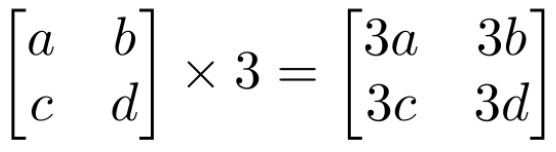 [a b
c d] × 3 = [3a 3b
3c 3d]